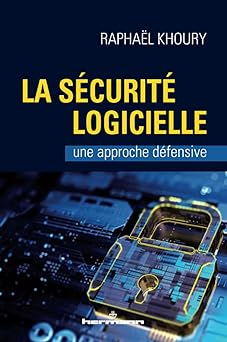 RAPHAËL KHOURY
LA SÉCURITÉ
LOGICIELLE
une approche défensive
hermann